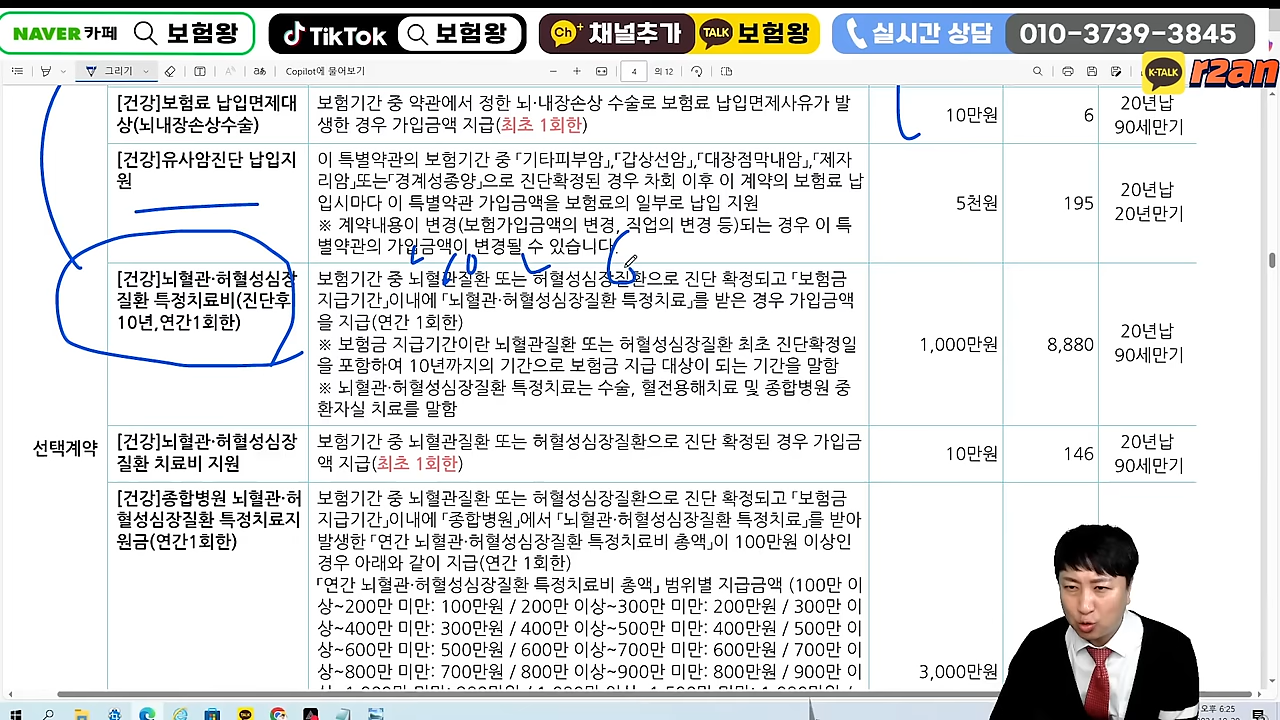 NAVER 카페 보험왕
TikTok 보험왕
Ch+ 채널추가 TALK 보험왕
실시간 상담 010-3739-3845
K-TALK r2an
그리기
aあ
Copilot에 물어보기
4 의 12
[건강]보험료 납입면제대
상(뇌내장손상수술)
보험기간 중 약관에서 정한 뇌·내장손상 수술로 보험료 납입면제사유가 발
생한 경우 가입금액 지급(최초 1회한)
10만원
6
20년납
90세만기
[건강]유사암진단 납입지
원
이 특별약관의 보험기간 중 「기타피부암」,「갑상선암」,「대장점막내암」,「제자
리암」또는「경계성종양」으로 진단확정된 경우 차회 이후 이 계약의 보험료 납
입시마다 이 특별약관 가입금액을 보험료의 일부로 납입 지원
※ 계약내용이 변경(보험가입금액의 변경, 직업의 변경 등)되는 경우 이 특
별약관의 가입금액이 변경될 수 있습니다.
5천원
195
20년납
20년만기
[건강]뇌혈관·허혈성심장
질환 특정치료비(진단후
10년,연간1회한)
보험기간 중 뇌혈관질환 또는 허혈성심장질환으로 진단 확정되고 「보험금
지급기간」이내에 「뇌혈관·허혈성심장질환 특정치료」를 받은 경우 가입금액
을 지급(연간 1회한)
※ 보험금 지급기간이란 뇌혈관질환 또는 허혈성심장질환 최초 진단확정일
을 포함하여 10년까지의 기간으로 보험금 지급 대상이 되는 기간을 말함
※ 뇌혈관·허혈성심장질환 특정치료는 수술, 혈전용해치료 및 종합병원 중
환자실 치료를 말함
1,000만원
8,880
20년납
90세만기
선택계약
[건강]뇌혈관·허혈성심장
질환 치료비 지원
보험기간 중 뇌혈관질환 또는 허혈성심장질환으로 진단 확정된 경우 가입금
액 지급(최초 1회한)
10만원
146
20년납
90세만기
[건강]종합병원 뇌혈관·허
혈성심장질환 특정치료지
원금(연간1회한)
보험기간 중 뇌혈관질환 또는 허혈성심장질환으로 진단 확정되고 「보험금
지급기간」이내에 「종합병원」에서 「뇌혈관·허혈성심장질환 특정치료」를 받아
발생한 「연간 뇌혈관·허혈성심장질환 특정치료비 총액」이 100만원 이상인
경우 아래와 같이 지급(연간 1회한)
「연간 뇌혈관·허혈성심장질환 특정치료비 총액」 범위별 지급금액 (100만 이
상~200만 미만: 100만원 / 200만 이상~300만 미만: 200만원 / 300만 이
상~400만 미만: 300만원 / 400만 이상~500만 미만: 400만원 / 500만 이
상~600만 미만: 500만원 / 600만 이상~700만 미만: 600만원 / 700만 이
상~800만 미만: 700만원 / 800만 이상~900만 미만: 800만원 / 900만 이
3,000만원
오후 6:25